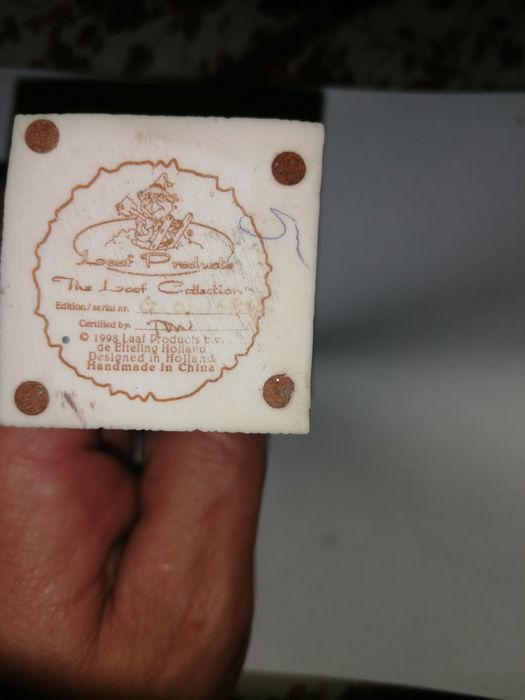 Laaf Products
The Laaf Collection™
Edition/serial nr.
Certified by:
© 1998 Laaf Products b.v.
de Efteling Holland
Designed in Holland
Handmade in China